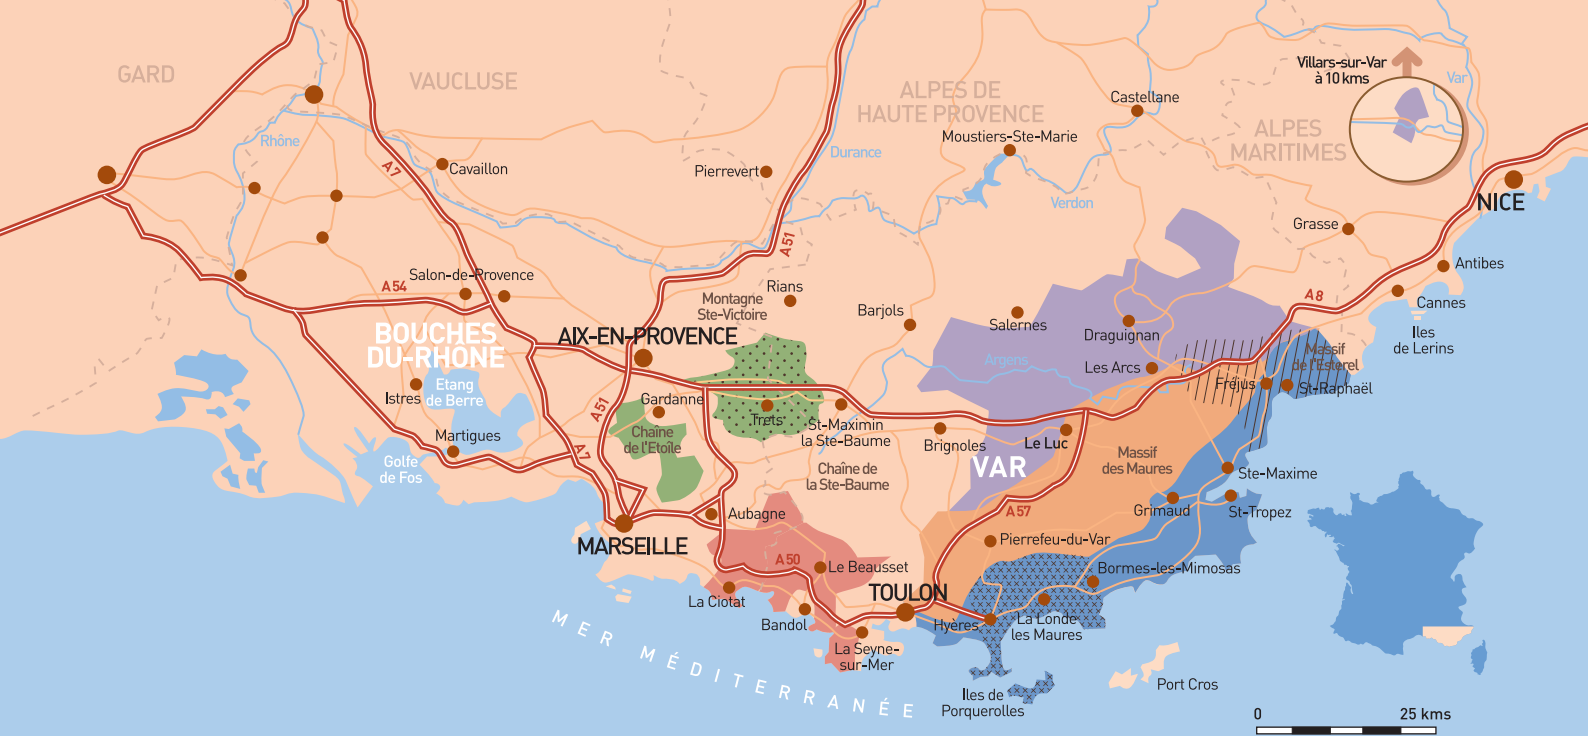 GARD
VAUCLUSE
ALPES DE
HAUTE PROVENCE
ALPES
MARITIMES
Villars-sur-Var
à 10 kms
Var
Castellane
Moustiers-Ste-Marie
Rhône
Durance
Verdon
A7
Cavaillon
Pierrevert
NICE
Grasse
A51
Antibes
Salon-de-Provence
A54
Rians
Montagne
Ste-Victoire
Barjols
Salernes
Draguignan
A8
Cannes
Iles
de Lerins
BOUCHES
DU-RHÔNE
AIX-EN-PROVENCE
Argens
Les Arcs
Massif
de l'Esterel
Fréjus
St-Raphaël
Istres
Etang
de Berre
Gardanne
A51
Trets
St-Maximin
la Ste-Baume
Chaîne
de l'Etoile
Martigues
A7
Golfe
de Fos
Brignoles
Le Luc
VAR
Massif
des Maures
Chaîne de
la Ste-Baume
Ste-Maxime
Grimaud
St-Tropez
A57
Aubagne
MARSEILLE
Pierrefeu-du-Var
A50
Le Beausset
Bormes-les-Mimosas
La Ciotat
TOULON
Bandol
Hyères
La Londe
les Maures
La Seyne-
sur-Mer
MER MÉDITERRANÉE
Iles de
Porquerolles
Port Cros
0
25 kms